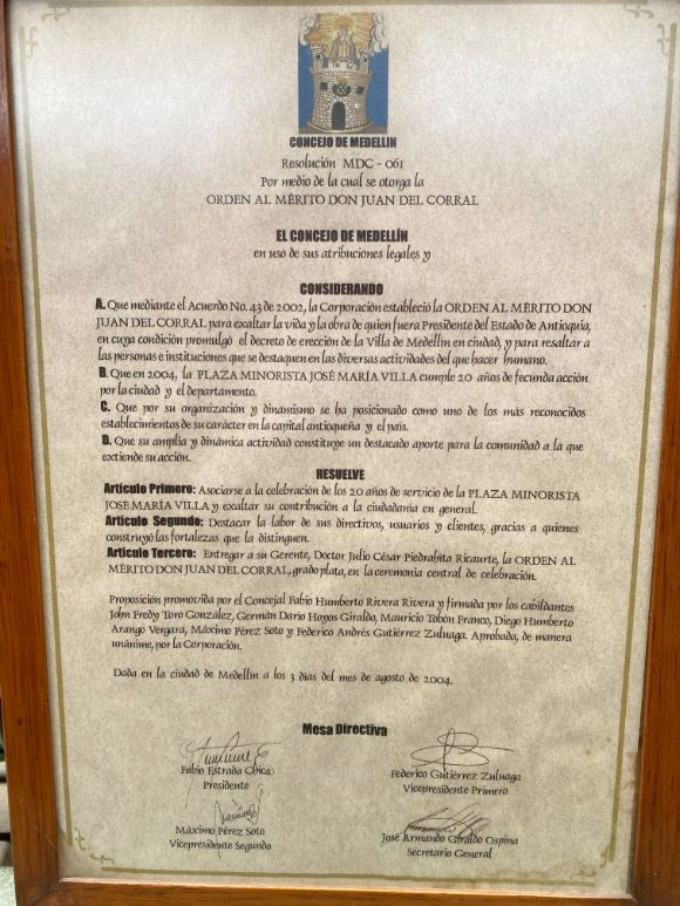 CONCEJO DE MEDELLIN
Resolución MDC - 061
Por medio de la cual se otorga la
ORDEN AL MÉRITO DON JUAN DEL CORRAL
EL CONCEJO DE MEDELLÍN
en uso de sus atribuciones legales y
CONSIDERANDO
A. Que mediante el Acuerdo No. 43 de 2002, la Corporación estableció la ORDEN AL MÉRITO DON
JUAN DEL CORRAL para exaltar la vida y la obra de quien fuera Presidente del Estado de Antioquia,
en cuya condición promulgó el decreto de erección de la Villa de Medellín en ciudad, y para resaltar a
las personas e instituciones que se destaquen en las diversas actividades del que hacer humano.
B. Que en 2004, la PLAZA MINORISTA JOSÉ MARÍA VILLA cumple 20 años de fecunda acción
por la ciudad y el departamento.
C. Que por su organización y dinamismo se ha posicionado como uno de los más reconocidos
establecimientos de su carácter en la capital antioqueña y el país.
D. Que su amplia y dinámica actividad constituye un destacado aporte para la comunidad a la que
extiende su acción.
RESUELVE
Artículo Primero: Asociarse a la celebración de los 20 años de servicio de la PLAZA MINORISTA
JOSÉ MARÍA VILLA y exaltar su contribución a la ciudadanía en general.
Artículo Segundo: Destacar la labor de sus directivos, usuarios y clientes, gracias a quienes
construyó las fortalezas que la distinguen.
Artículo Tercero: Entregar a su Gerente, Doctor Julio César Piedrahita Ricaurte, la ORDEN AL
MÉRITO DON JUAN DEL CORRAL, grado plata, en la ceremonia central de celebración.
Proposición promovida por el Concejal Fabio Humberto Rivera Rivera y firmada por los cabildantes
John Fredy Toro González, Germán Darío Hoyos Giraldo, Mauricio Tobón Franco, Diego Humberto
Arango Vergara, Máximo Pérez Soto y Federico Andrés Gutiérrez Zuluaga. Aprobada, de manera
unánime, por la Corporación.
Dada en la ciudad de Medellín a los 3 días del mes de agosto de 2004.
Mesa Directiva
Fabio Estrada Chica
Presidente
Federico Gutiérrez Zuluaga
Vicepresidente Primero
Máximo Pérez Soto
Vicepresidente Segundo
José Armando Giraldo Ospina
Secretario General